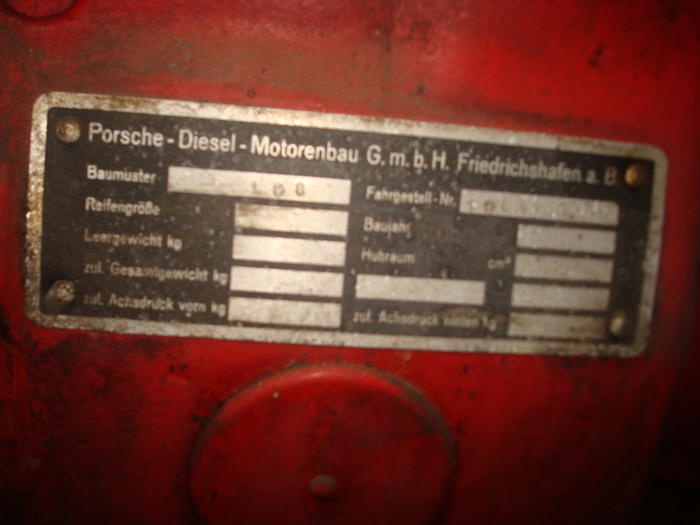 Porsche - Diesel - Motorenbau G. m. b. H. Friedrichshafen a. B.
Baumuster 108 Fahrgestell - Nr.
Reifengröße Baujahr
Leergewicht kg Hubraum cm³
zul. Gesamtgewicht kg
zul. Achsdruck vorn kg zul. Achsdruck hinten kg